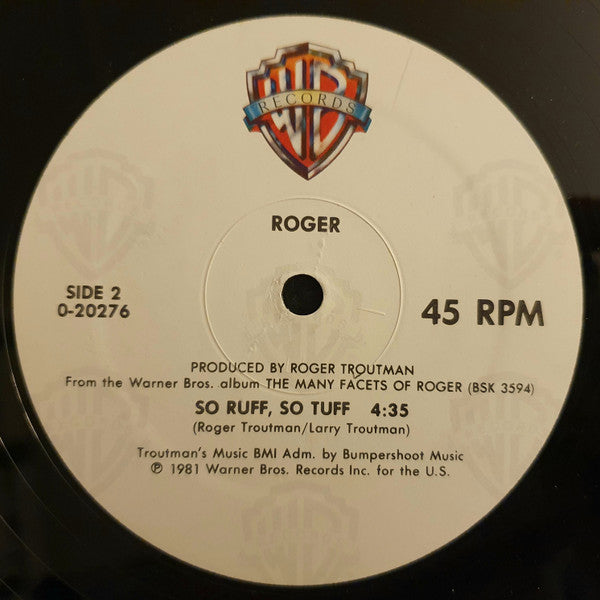 WB
RECORDS
ROGER
SIDE 2
0-20276
45 RPM
PRODUCED BY ROGER TROUTMAN
From the Warner Bros. album THE MANY FACETS OF ROGER (BSK 3594)
SO RUFF, SO TUFF 4:35
(Roger Troutman/Larry Troutman)
Troutman's Music BMI Adm. by Bumpershoot Music
℗ 1981 Warner Bros. Records Inc. for the U.S.